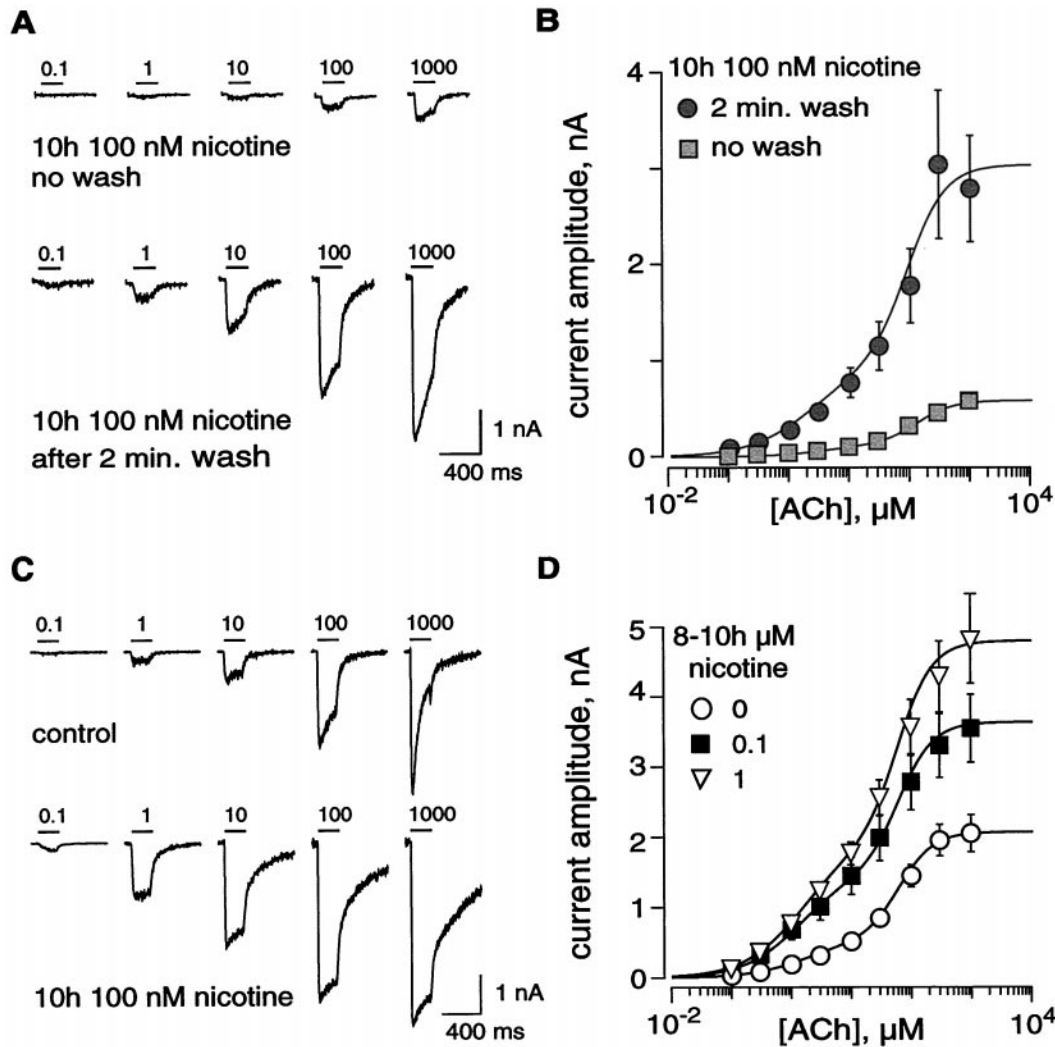 A
0.1 1 10 100 1000
10h 100 nM nicotine
no wash
0.1 1 10 100 1000
10h 100 nM nicotine
after 2 min. wash
1 nA
400 ms
B
4
2
0
current amplitude, nA
10h 100 nM nicotine
2 min. wash
no wash
10⁻² 10⁴
[ACh], µM
C
0.1 1 10 100 1000
control
0.1 1 10 100 1000
10h 100 nM nicotine
1 nA
400 ms
D
5
4
3
2
1
0
current amplitude, nA
8-10h µM
nicotine
0
0.1
1
10⁻² 10⁴
[ACh], µM